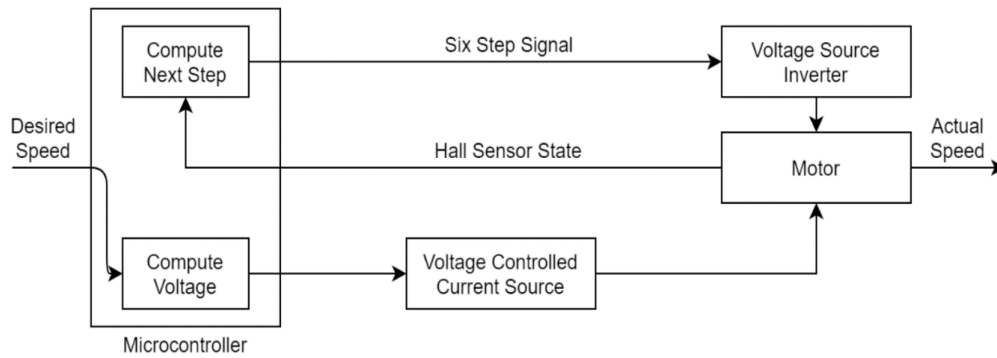 Compute
Next Step
Six Step Signal
Voltage Source
Inverter
Desired
Speed
Hall Sensor State
Motor
Actual
Speed
Compute
Voltage
Voltage Controlled
Current Source
Microcontroller